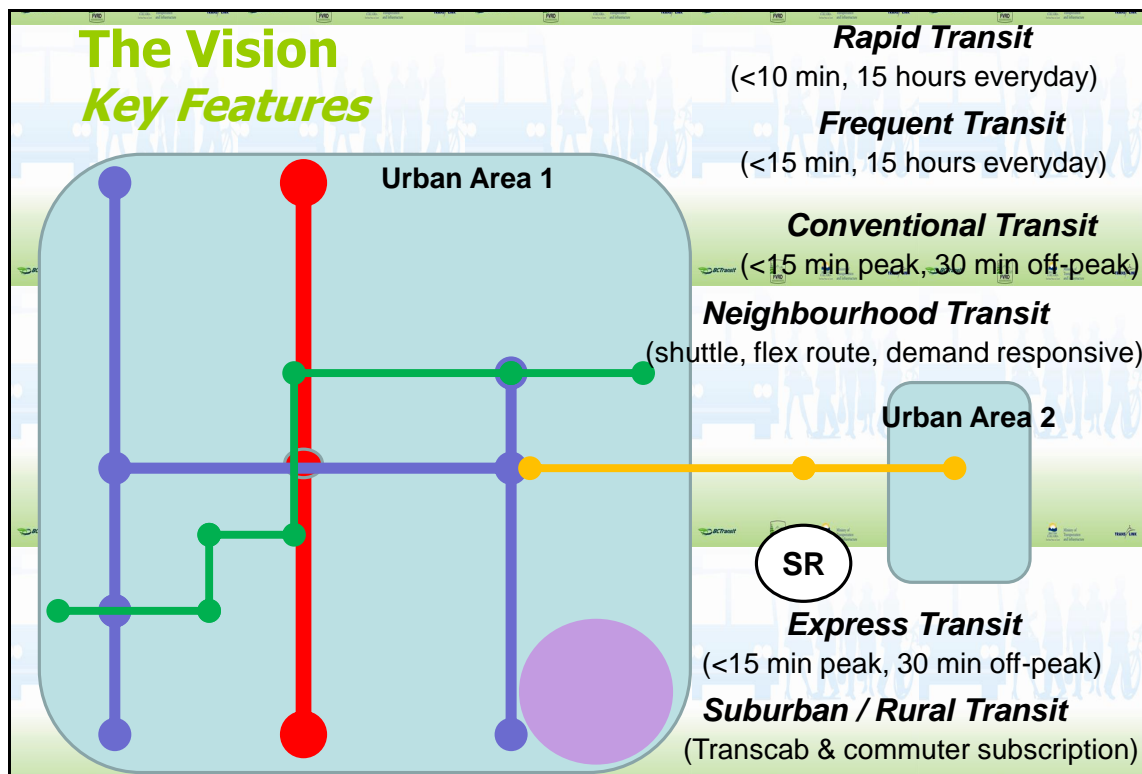 The Vision
Key Features
Rapid Transit
(<10 min, 15 hours everyday)
Frequent Transit
(<15 min, 15 hours everyday)
Urban Area 1
Conventional Transit
(<15 min peak, 30 min off-peak)
Neighbourhood Transit
(shuttle, flex route, demand responsive)
Urban Area 2
SR
Express Transit
(<15 min peak, 30 min off-peak)
Suburban / Rural Transit
(Transcab & commuter subscription)